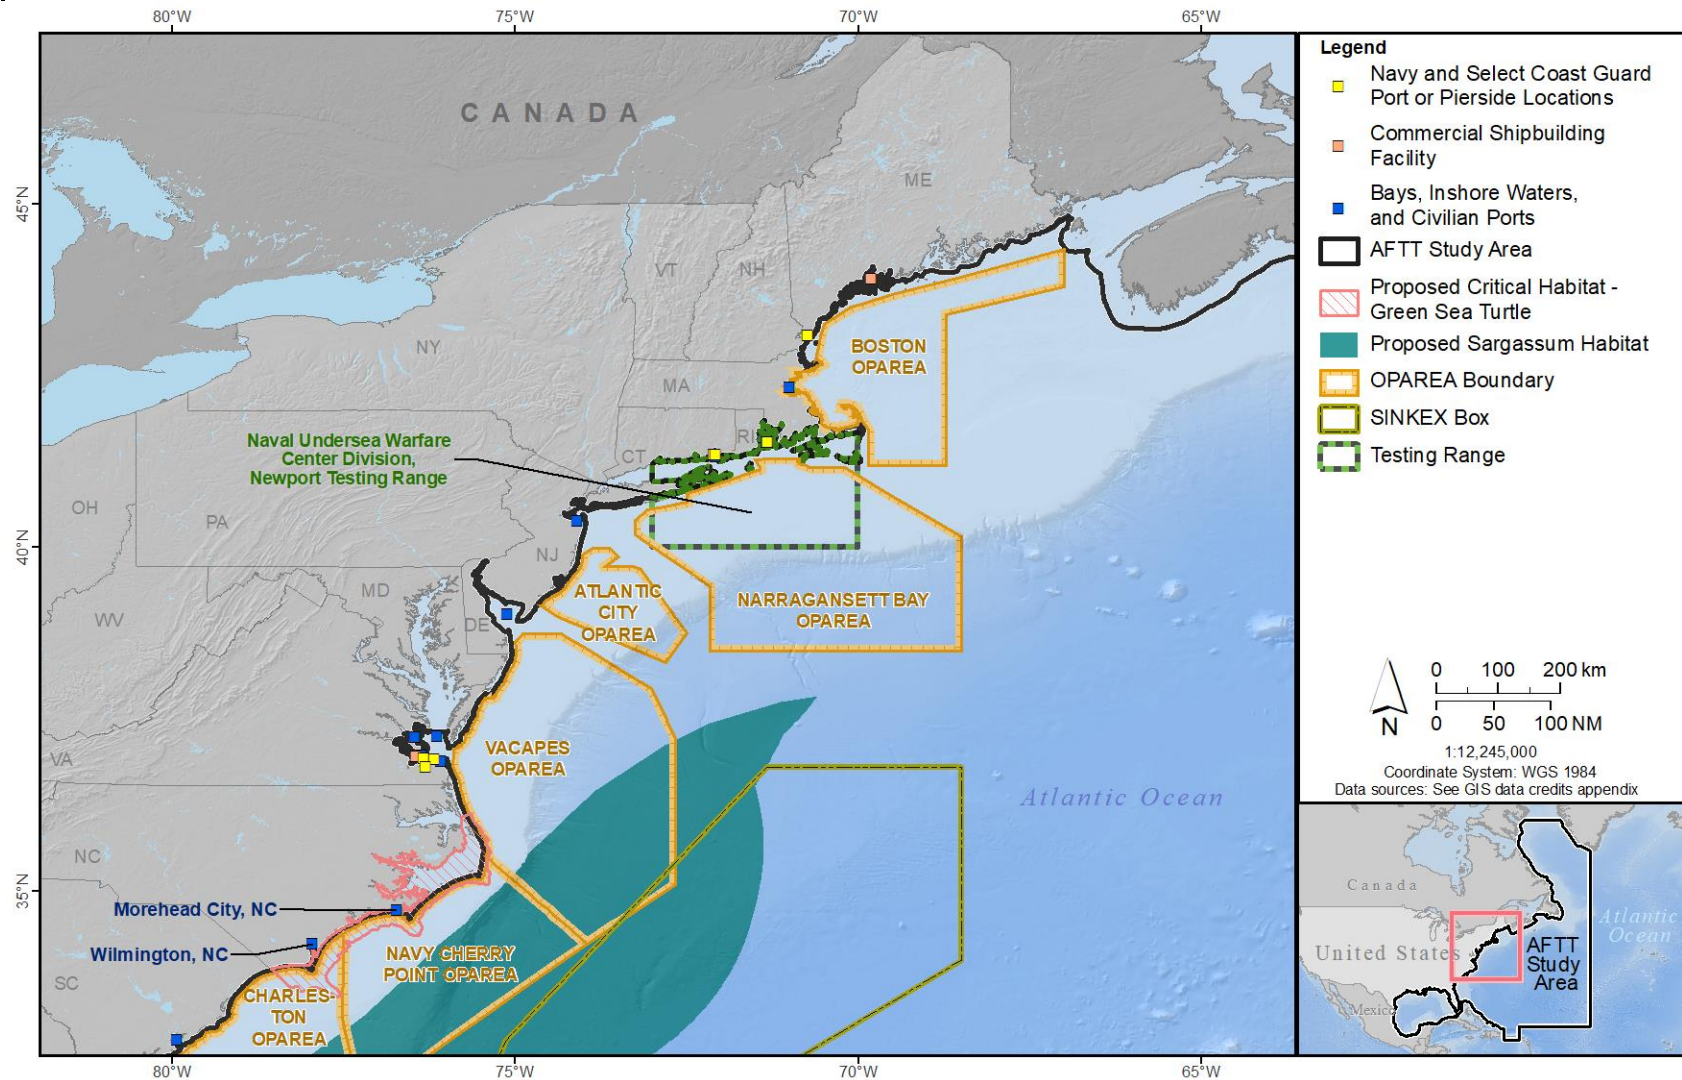 80°W
75°W
70°W
65°W
45°N
40°N
35°N
80°W
75°W
70°W
65°W
CANADA
ME
VT
NH
NY
MA
RI
CT
OH
PA
NJ
MD
WV
DE
VA
NC
SC
BOSTON
OPAREA
Naval Undersea Warfare
Center Division,
Newport Testing Range
ATLANTIC
CITY
OPAREA
NARRAGANSETT BAY
OPAREA
VACAPES
OPAREA
Atlantic Ocean
Morehead City, NC
Wilmington, NC
NAVY CHERRY
POINT OPAREA
CHARLES-
TON
OPAREA
Legend
Navy and Select Coast Guard
Port or Pierside Locations
Commercial Shipbuilding
Facility
Bays, Inshore Waters,
and Civilian Ports
AFTT Study Area
Proposed Critical Habitat -
Green Sea Turtle
Proposed Sargassum Habitat
OPAREA Boundary
SINKEX Box
Testing Range
N
0 100 200 km
0 50 100 NM
1:12,245,000
Coordinate System: WGS 1984
Data sources: See GIS data credits appendix
Canada
United States
Mexico
Atlantic
Ocean
AFTT
Study
Area